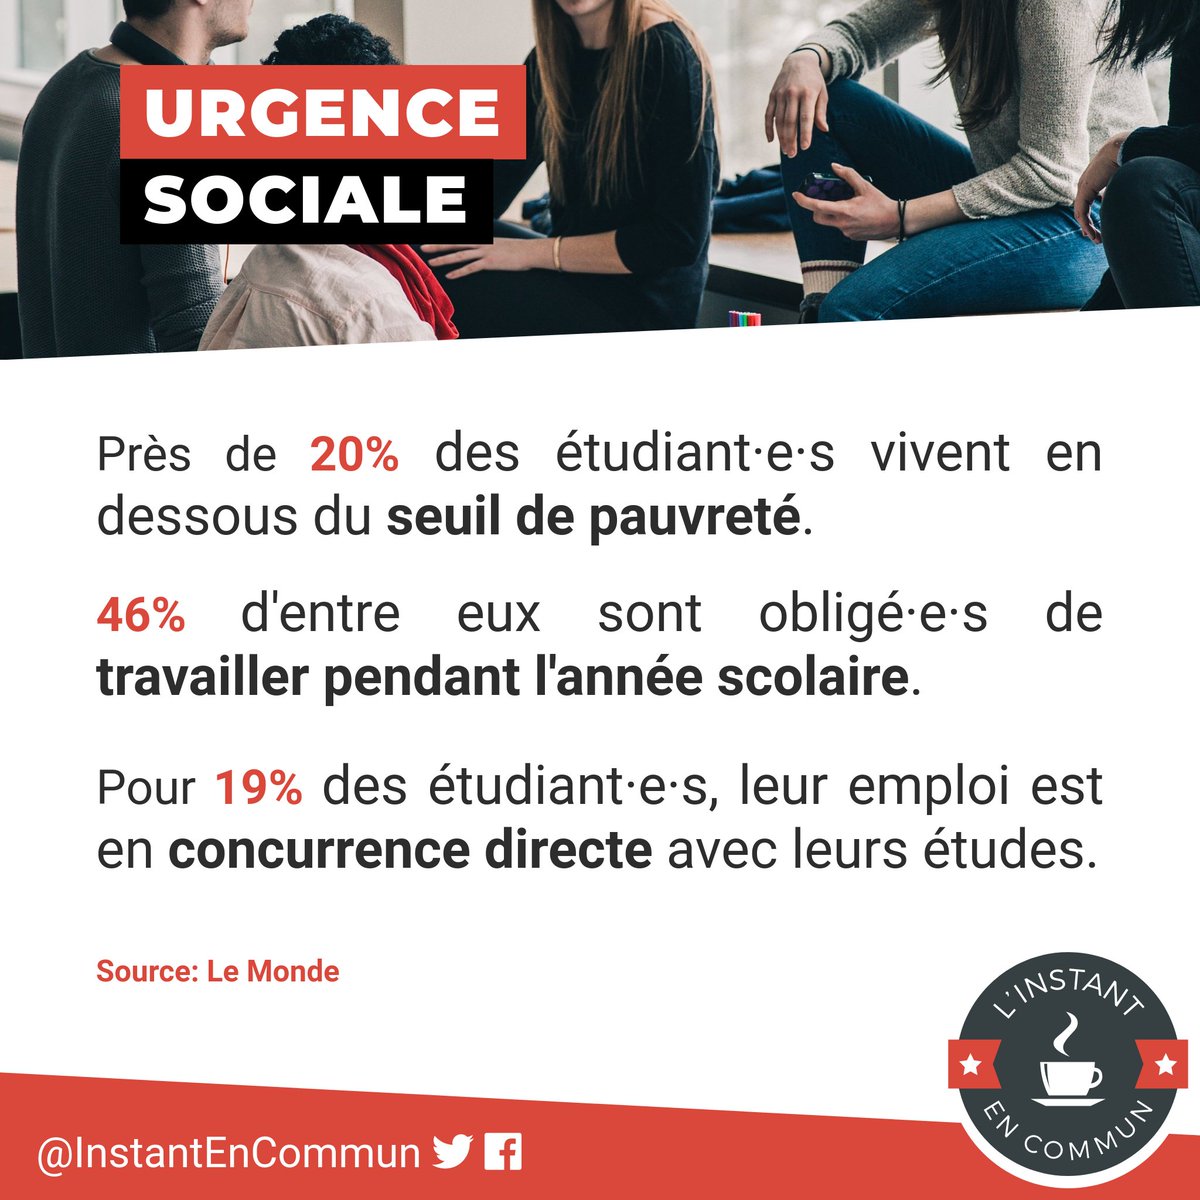 URGENCE
SOCIALE
Près de 20% des étudiant·e·s vivent en
dessous du seuil de pauvreté.
46% d'entre eux sont obligé·e·s de
travailler pendant l'année scolaire.
Pour 19% des étudiant·e·s, leur emploi est
en concurrence directe avec leurs études.
Source: Le Monde
L'INSTANT
EN COMMUN
@InstantEnCommun